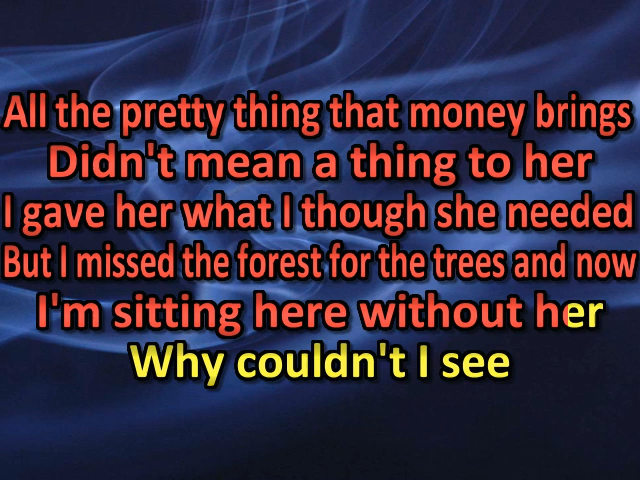 All the pretty thing that money brings
Didn't mean a thing to her
I gave her what I though she needed
But I missed the forest for the trees and now
I'm sitting here without her
Why couldn't I see